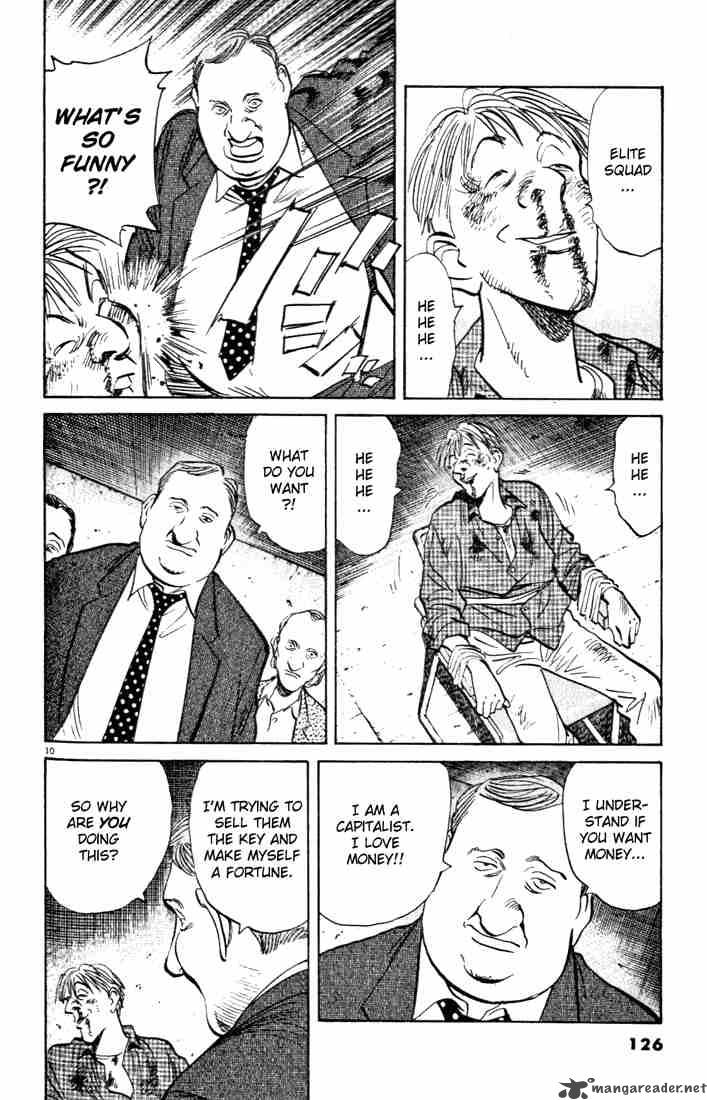 ELITE
SQUAD
...
HE
HE
HE
...
WHAT'S
SO
FUNNY
?!
HE
HE
...
HE
HE
HE
...
WHAT
DO YOU
WANT
?!
10
I UNDER-
STAND IF
YOU WANT
MONEY...
I AM A
CAPITALIST.
I LOVE
MONEY!!
I'M TRYING TO
SELL THEM
THE KEY AND
MAKE MYSELF
A FORTUNE.
SO WHY
ARE YOU
DOING
THIS?
126
mangareader.net